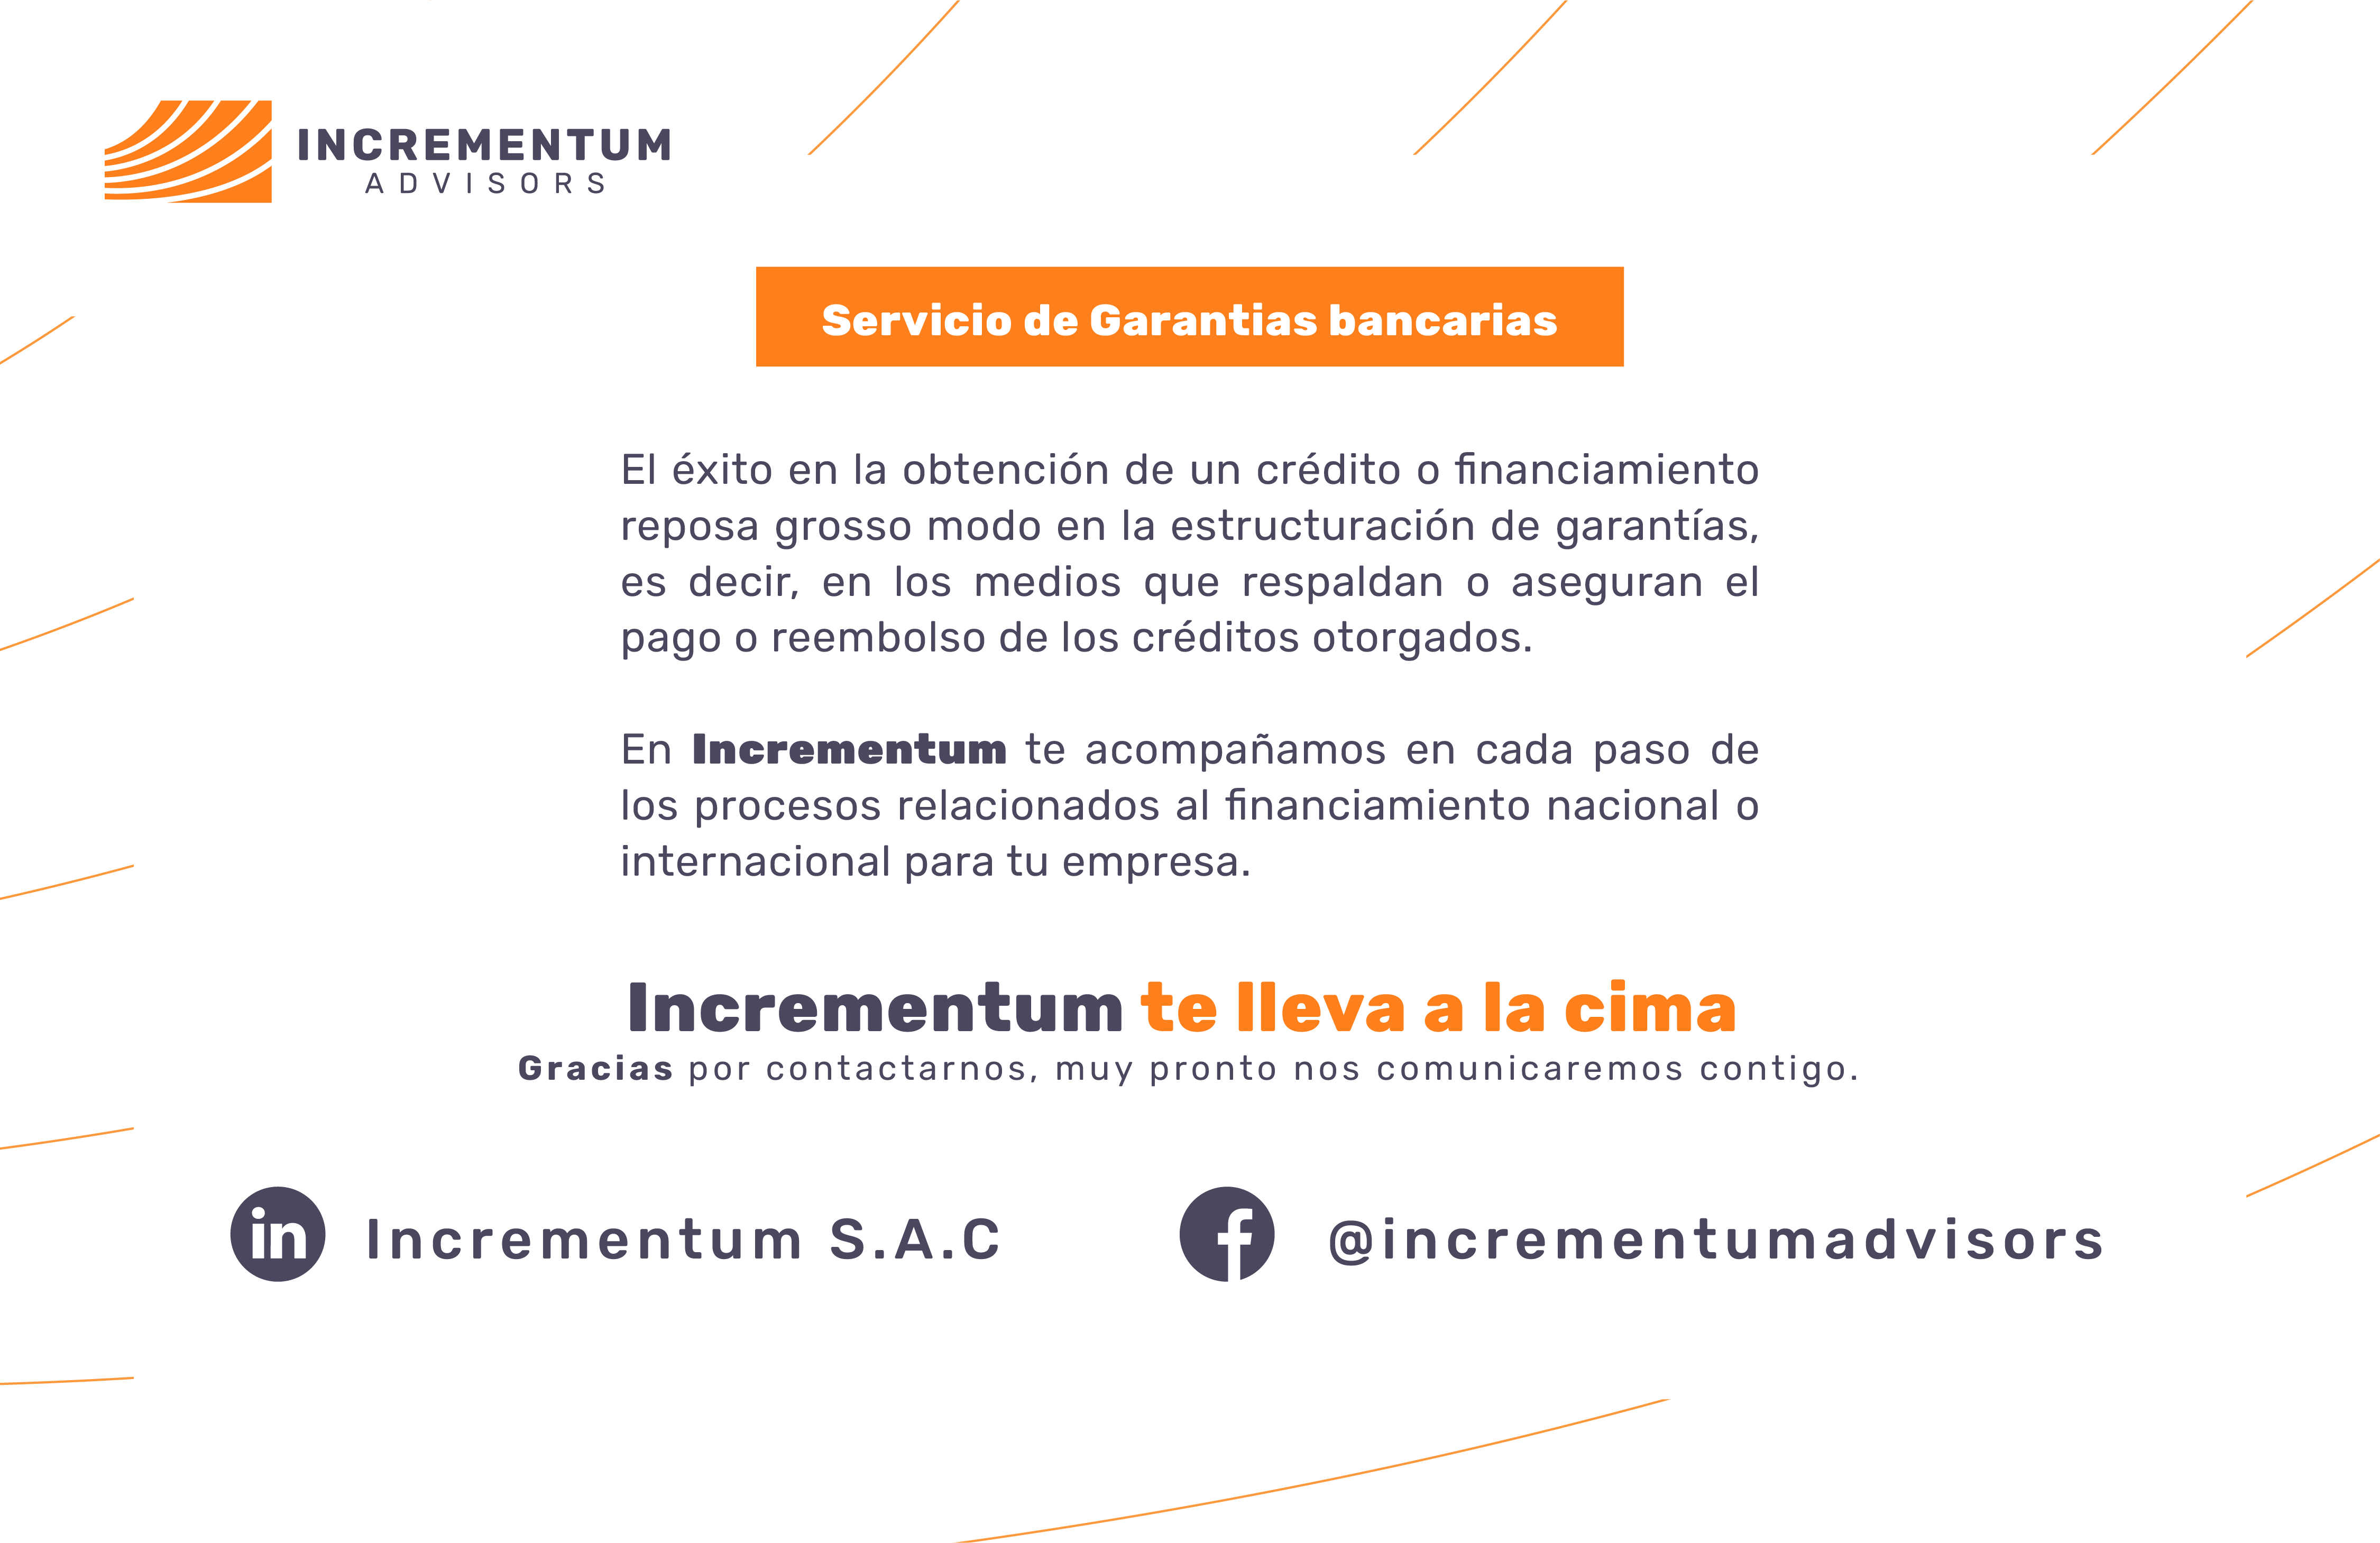 INCREMENTUM
ADVISORS
Servicio de Garantias bancarias
El éxito en la obtención de un crédito o financiamiento
reposa grosso modo en la estructuración de garantías,
es decir, en los medios que respaldan o aseguran el
pago o reembolso de los créditos otorgados.
En Incrementum te acompañamos en cada paso de
los procesos relacionados al financiamiento nacional o
internacional para tu empresa.
Incrementum te lleva a la cima
Gracias por contactarnos, muy pronto nos comunicaremos contigo.
in Incrementum S.A.C
f @incrementumadvisors